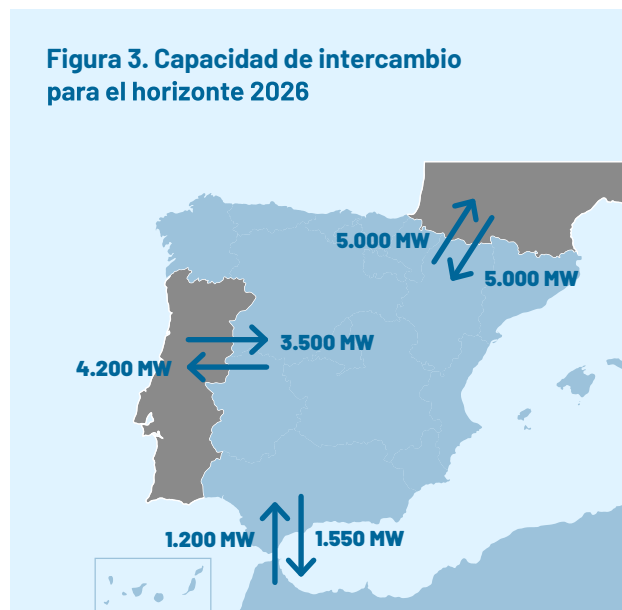 Figura 3. Capacidad de intercambio
para el horizonte 2026
5.000 MW
5.000 MW
3.500 MW
4.200 MW
1.200 MW
1.550 MW